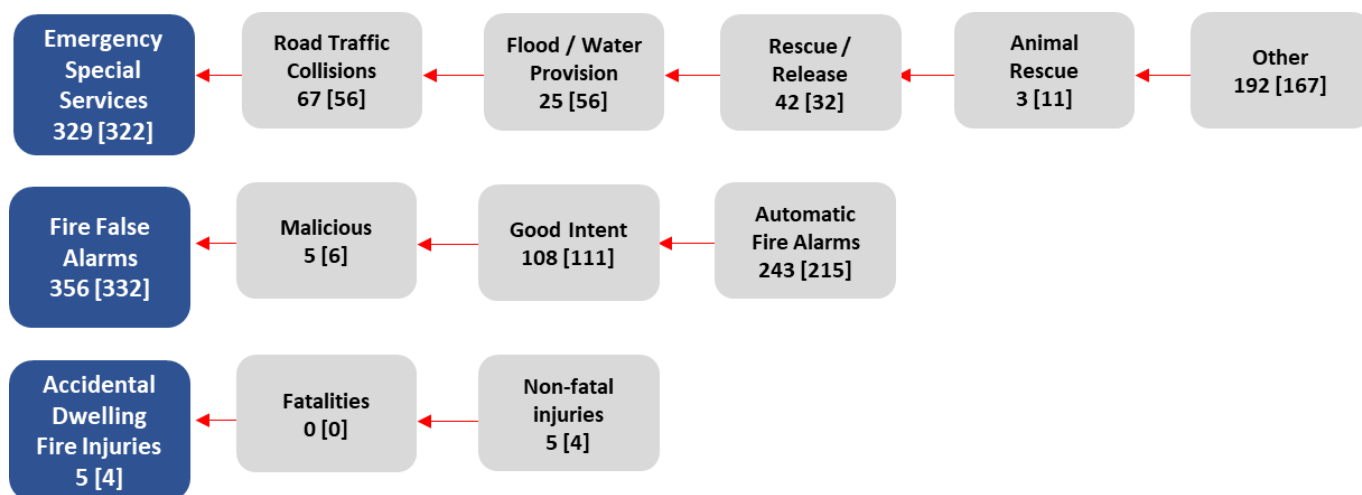 Emergency
Special
Services
329 [322]
Road Traffic
Collisions
67 [56]
Flood / Water
Provision
25 [56]
Rescue /
Release
42 [32]
Animal
Rescue
3 [11]
Other
192 [167]
Fire False
Alarms
356 [332]
Malicious
5 [6]
Good Intent
108 [111]
Automatic
Fire Alarms
243 [215]
Accidental
Dwelling
Fire Injuries
5 [4]
Fatalities
0 [0]
Non-fatal
injuries
5 [4]